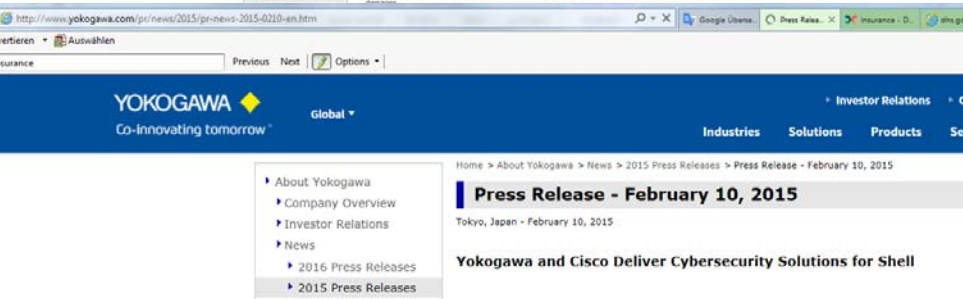 http://www.yokogawa.com/pr/news/2015/pr-news-2015-0210-en.htm
Google Überse...
Press Relea...
insurance - D...
vertieren Auswählen
surance Previous Next Options
YOKOGAWA
Co-innovating tomorrow
Global
Investor Relations
Industries Solutions Products Se
Home > About Yokogawa > News > 2015 Press Releases > Press Release - February 10, 2015
About Yokogawa
Company Overview
Investor Relations
News
2016 Press Releases
2015 Press Releases
Press Release - February 10, 2015
Tokyo, Japan - February 10, 2015
Yokogawa and Cisco Deliver Cybersecurity Solutions for Shell